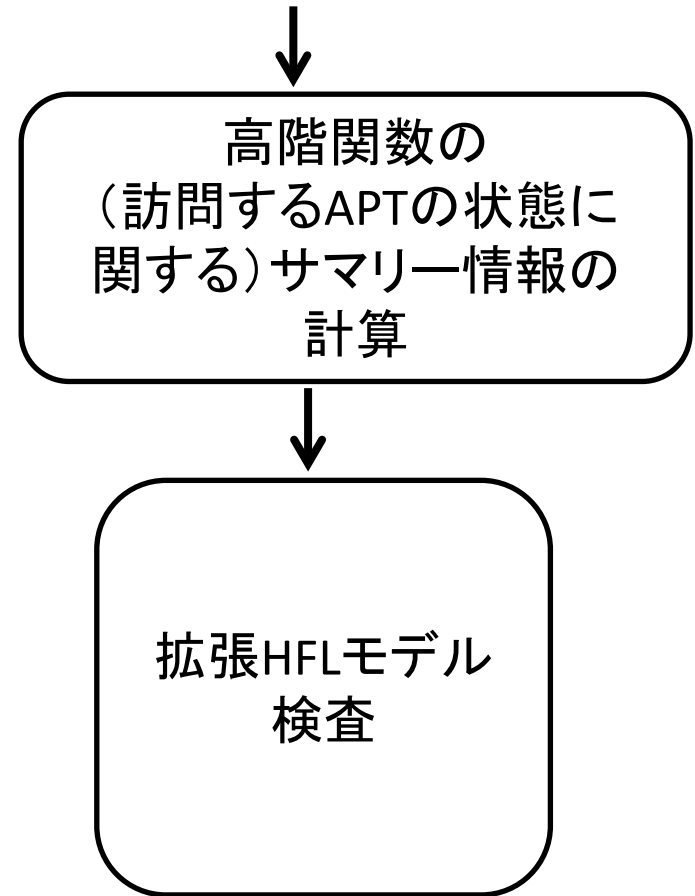 高階関数の
（訪問するAPTの状態に
関する）サマリー情報の
計算
拡張HFLモデル
検査